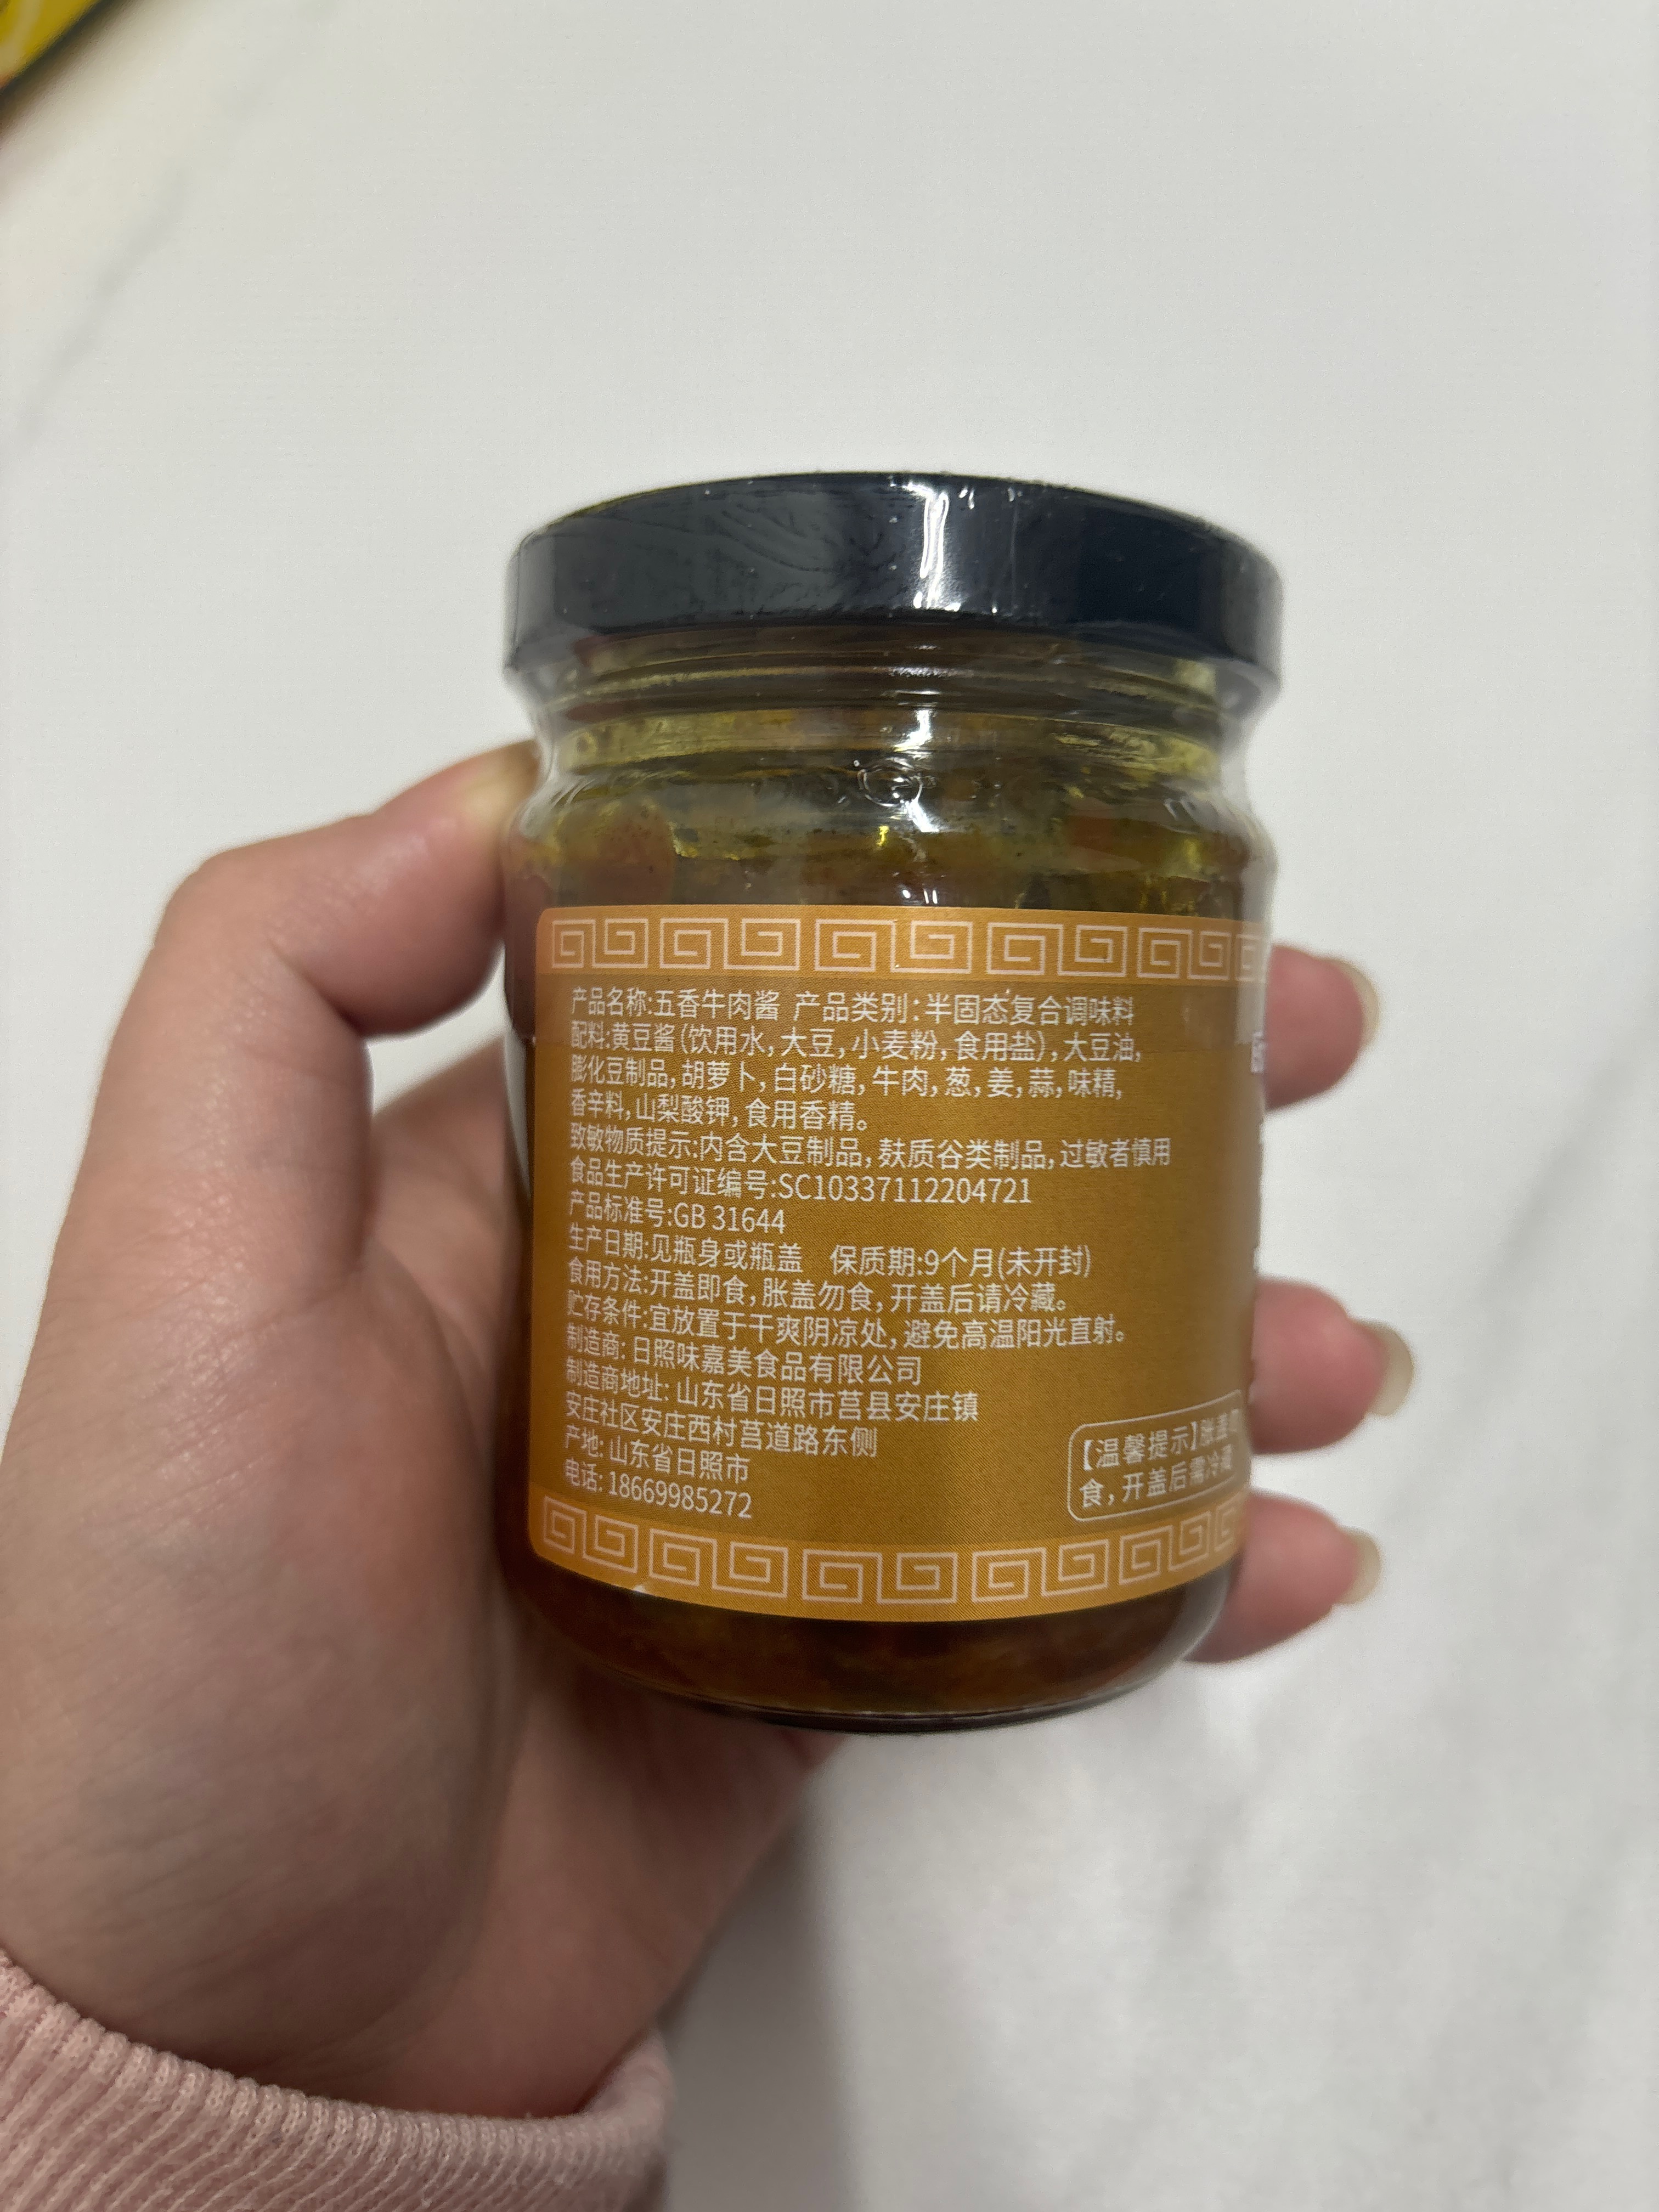 产品名称:五香牛肉酱 产品类别:半固态复合调味料
配料:黄豆酱(饮用水,大豆,小麦粉,食用盐),大豆油,
膨化豆制品,胡萝卜,白砂糖,牛肉,葱,姜,蒜,味精,
香辛料,山梨酸钾,食用香精。
致敏物质提示:内含大豆制品,麸质谷类制品,过敏者慎用
食品生产许可证编号:SC10337112204721
产品标准号:GB 31644
生产日期:见瓶身或瓶盖 保质期:9个月(未开封)
食用方法:开盖即食,胀盖勿食,开盖后请冷藏。
贮存条件:宜放置于干爽阴凉处,避免高温阳光直射。
制造商: 日照味嘉美食品有限公司
制造商地址: 山东省日照市莒县安庄镇
安庄社区安庄西村莒道路东侧
产地: 山东省日照市
电话: 18669985272
【温馨提示】胀盖勿
食,开盖后需冷藏